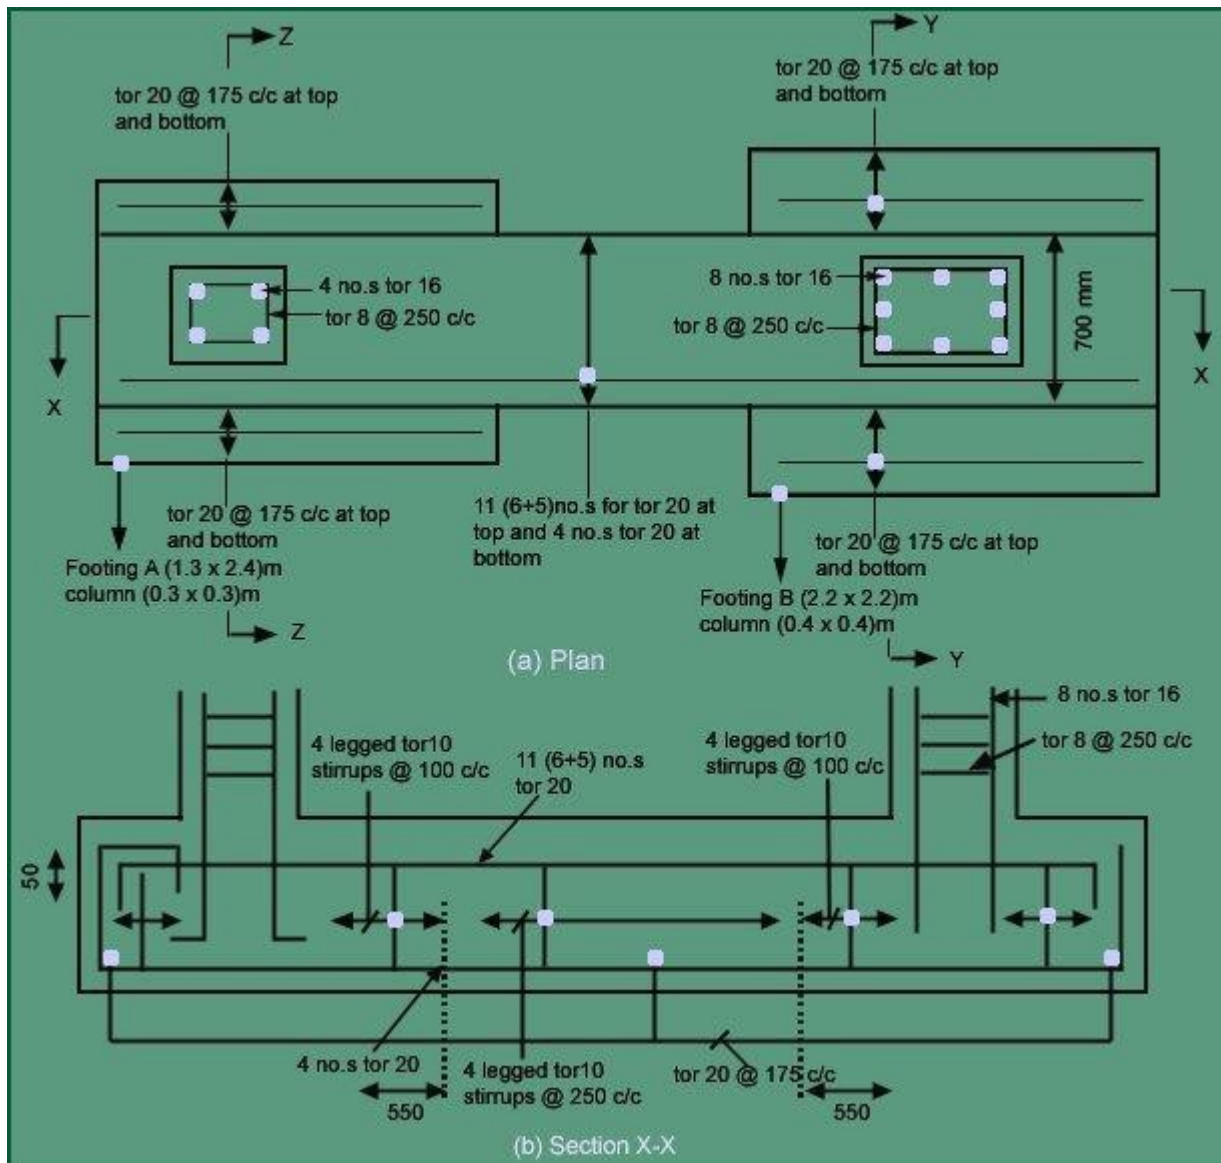 Z
Y
tor 20 @ 175 c/c at top
and bottom
tor 20 @ 175 c/c at top
and bottom
4 no.s tor 16
tor 8 @ 250 c/c
8 no.s tor 16
tor 8 @ 250 c/c
700 mm
X
X
tor 20 @ 175 c/c at top
and bottom
11 (6+5)no.s for tor 20 at
top and 4 no.s tor 20 at
bottom
tor 20 @ 175 c/c at top
and bottom
Footing A (1.3 x 2.4)m
column (0.3 x 0.3)m
Footing B (2.2 x 2.2)m
column (0.4 x 0.4)m
Z
Y
(a) Plan
8 no.s tor 16
tor 8 @ 250 c/c
4 legged tor10
stirrups @ 100 c/c
11 (6+5) no.s
tor 20
4 legged tor10
stirrups @ 100 c/c
50
4 no.s tor 20
4 legged tor10
stirrups @ 250 c/c
tor 20 @ 175 c/c
550
550
(b) Section X-X